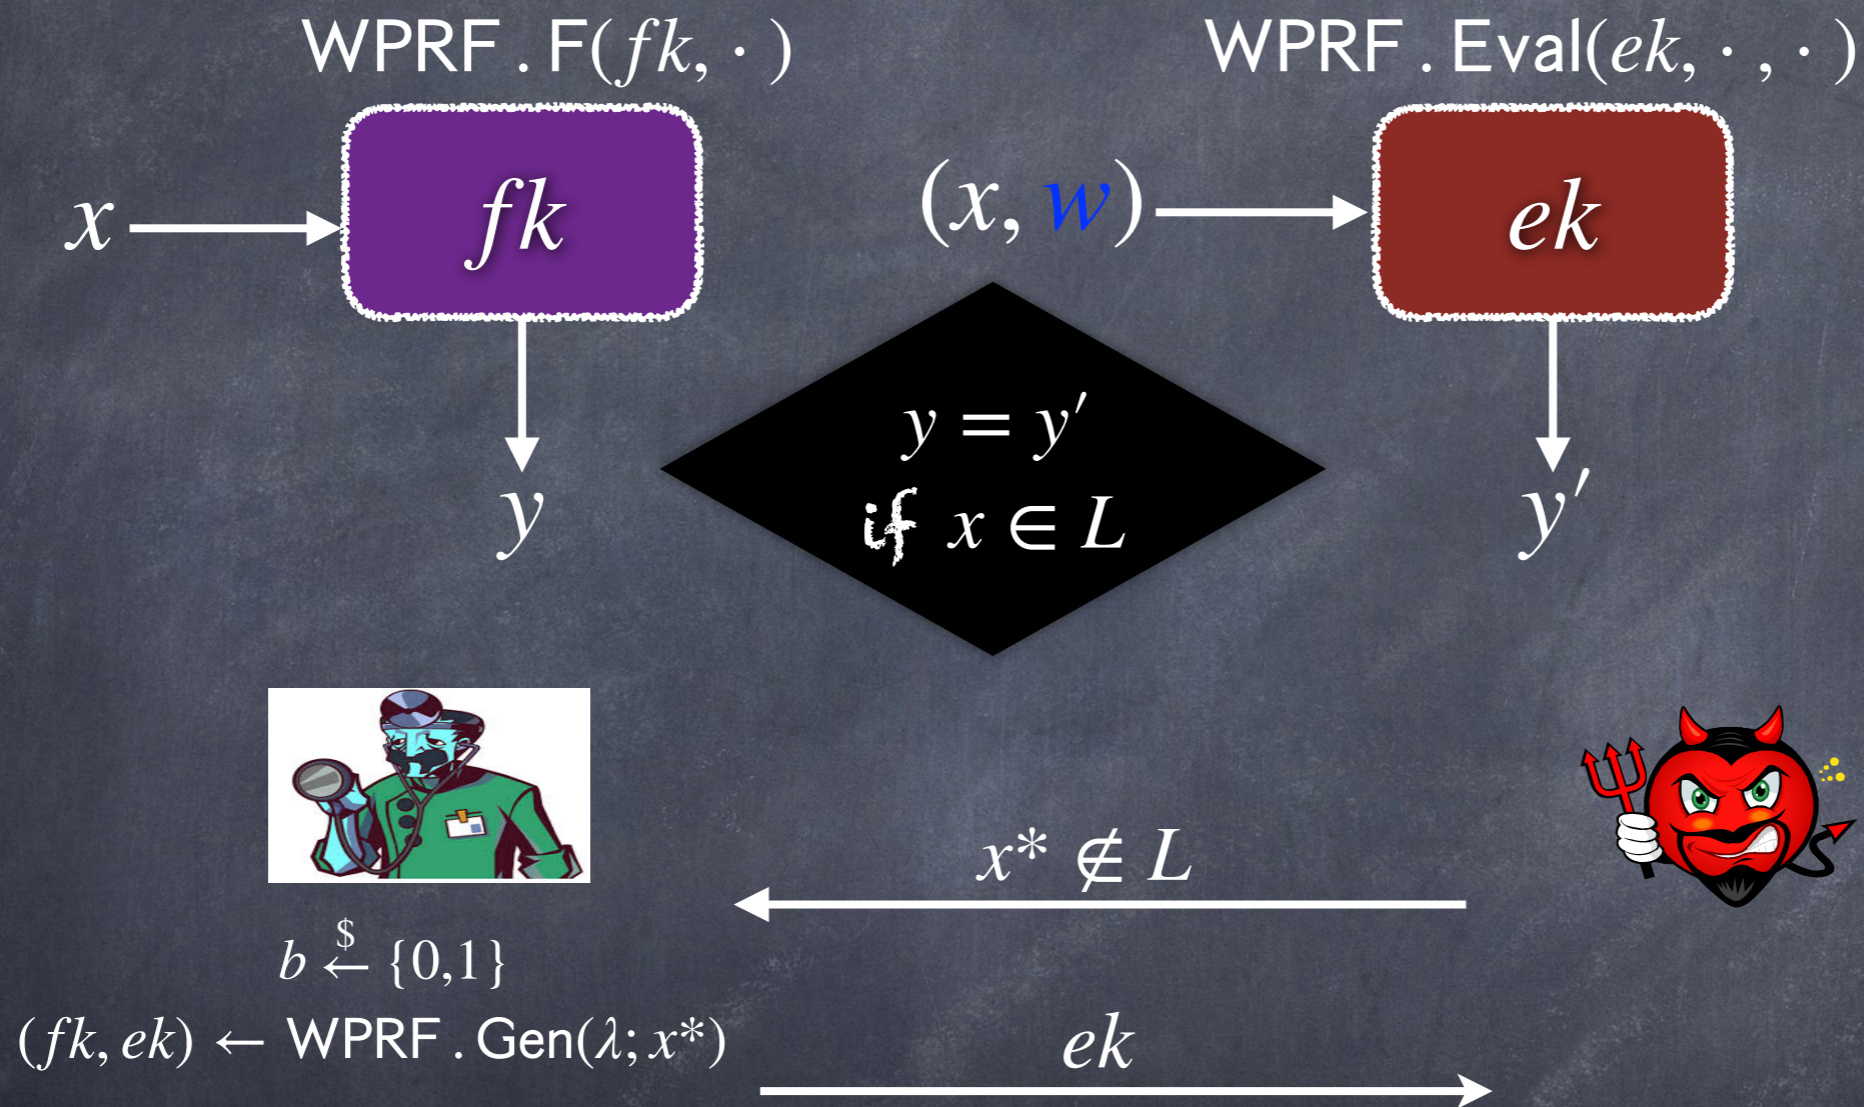 WPRF.F(fk, ·)
WPRF.Eval(ek, ·, ·)
x
fk
(x, w)
ek
y = y′
if x ∈ L
y
y′
x* ∉ L
b $← {0,1}
(fk, ek) ← WPRF.Gen(λ; x*)
ek